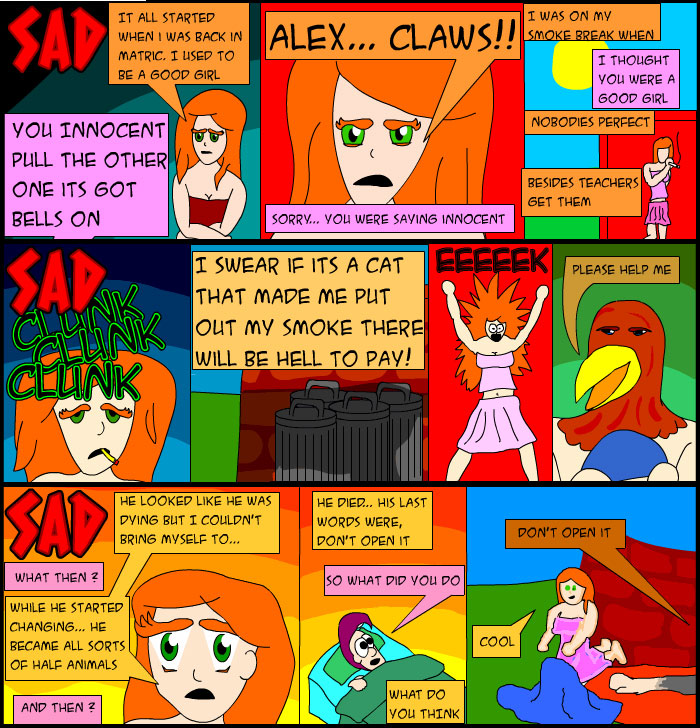 SAD
IT ALL STARTED
WHEN I WAS BACK IN
MATRIC. I USED TO
BE A GOOD GIRL
YOU INNOCENT
PULL THE OTHER
ONE ITS GOT
BELLS ON
ALEX... CLAWS!!
SORRY... YOU WERE SAYING INNOCENT
I WAS ON MY
SMOKE BREAK WHEN
I THOUGHT
YOU WERE A
GOOD GIRL
NOBODIES PERFECT
BESIDES TEACHERS
GET THEM
SAD
CLUNK
CLUNK
CLUNK
I SWEAR IF ITS A CAT
THAT MADE ME PUT
OUT MY SMOKE THERE
WILL BE HELL TO PAY!
EEEEEK
PLEASE HELP ME
SAD
HE LOOKED LIKE HE WAS
DYING BUT I COULDN'T
BRING MYSELF TO...
WHAT THEN ?
WHILE HE STARTED
CHANGING... HE
BECAME ALL SORTS
OF HALF ANIMALS
AND THEN ?
HE DIED... HIS LAST
WORDS WERE,
DON'T OPEN IT
SO WHAT DID YOU DO
WHAT DO
YOU THINK
DON'T OPEN IT
COOL